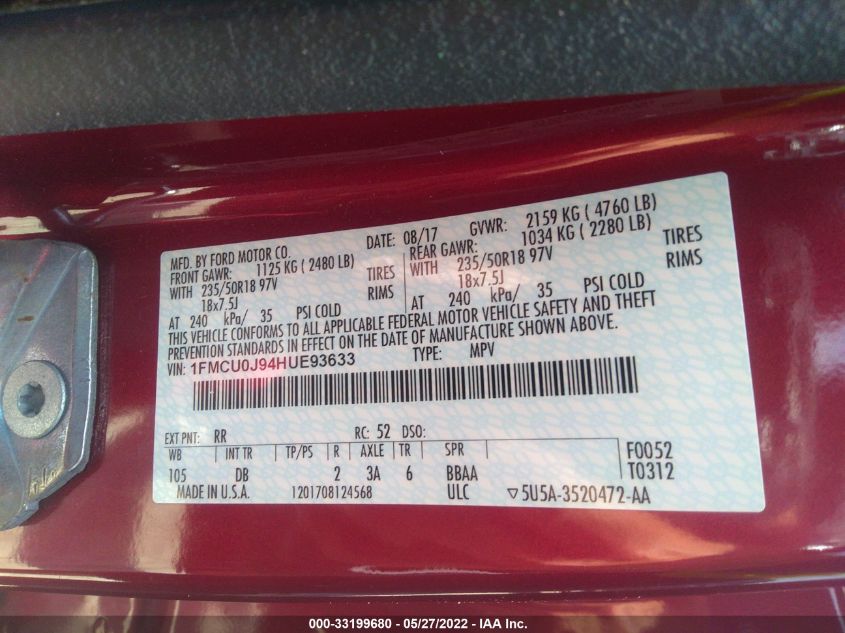 MFD. BY FORD MOTOR CO. DATE: 08/17 GVWR: 2159 KG ( 4760 LB)
FRONT GAWR: 1125 KG ( 2480 LB) REAR GAWR: 1034 KG ( 2280 LB)
WITH 235/50R18 97V TIRES WITH 235/50R18 97V TIRES
18x7.5J RIMS 18x7.5J RIMS
AT 240 kPa/ 35 PSI COLD AT 240 kPa/ 35 PSI COLD
THIS VEHICLE CONFORMS TO ALL APPLICABLE FEDERAL MOTOR VEHICLE SAFETY AND THEFT
PREVENTION STANDARDS IN EFFECT ON THE DATE OF MANUFACTURE SHOWN ABOVE.
VIN: 1FMCU0J94HUE93633 TYPE: MPV
EXT PNT: RR RC: 52 DSO:
WB INT TR TP/PS R AXLE TR SPR F0052
105 DB 2 3A 6 BBAA T0312
MADE IN U.S.A. 1201708124568 ULC ▽5U5A-3520472-AA
000-33199680 - 05/27/2022 - IAA Inc.